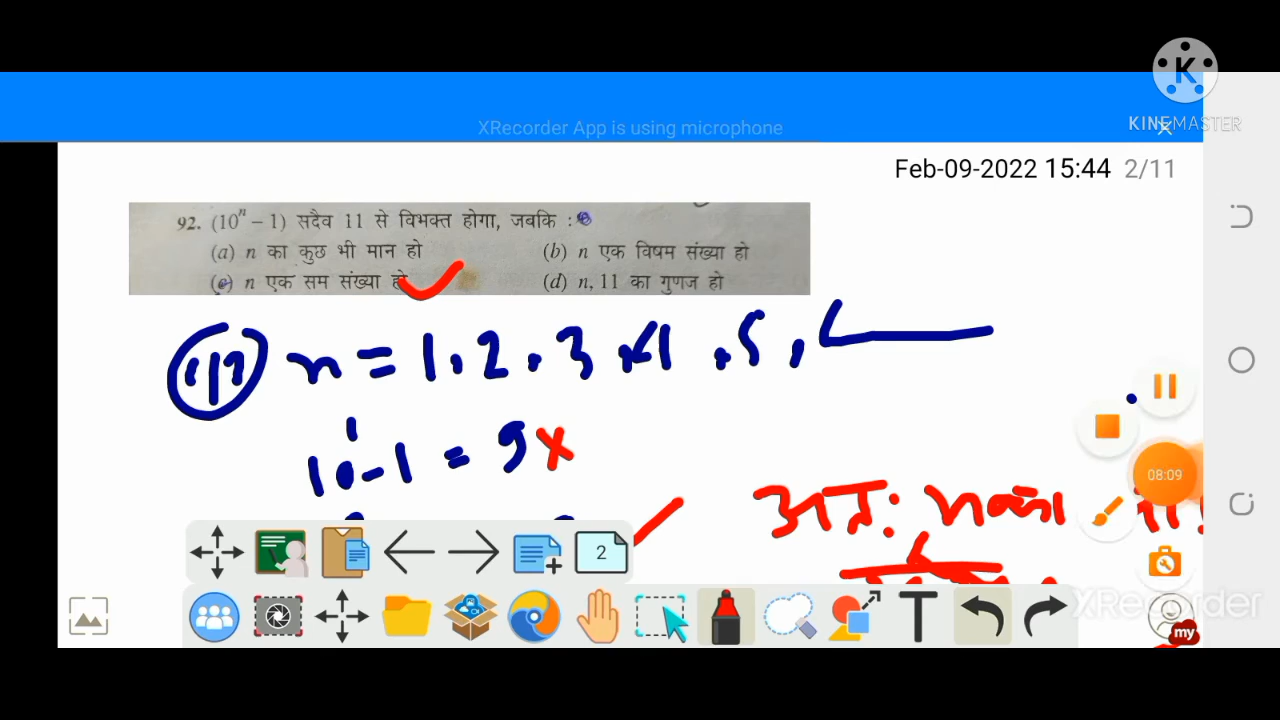 K
KINEMASTER
XRecorder App is using microphone
Feb-09-2022 15:44 2/11
92. (10ⁿ – 1) सदैव 11 से विभक्त होगा, जबकि :
(a) n का कुछ भी मान हो (b) n एक विषम संख्या हो
(c) n एक सम संख्या हो (d) n, 11 का गुणज हो
n = 1, 2, 3, 4, 5,
10¹ - 1 = 9 x
08:09
अतः n का
2
XRecorder
T
my